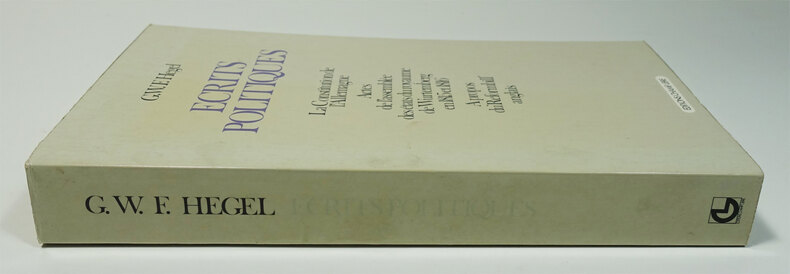 G.W.F. Hegel
ECRITS
POLITIQUES
La Constitution de
l'Allemagne
Actes
de l'assemblée
des états du royaume
de Wurtemberg
en 1815 et 1816
A propos
du Reformbill
anglais
G. W. F. HEGEL ECRITS POLITIQUES